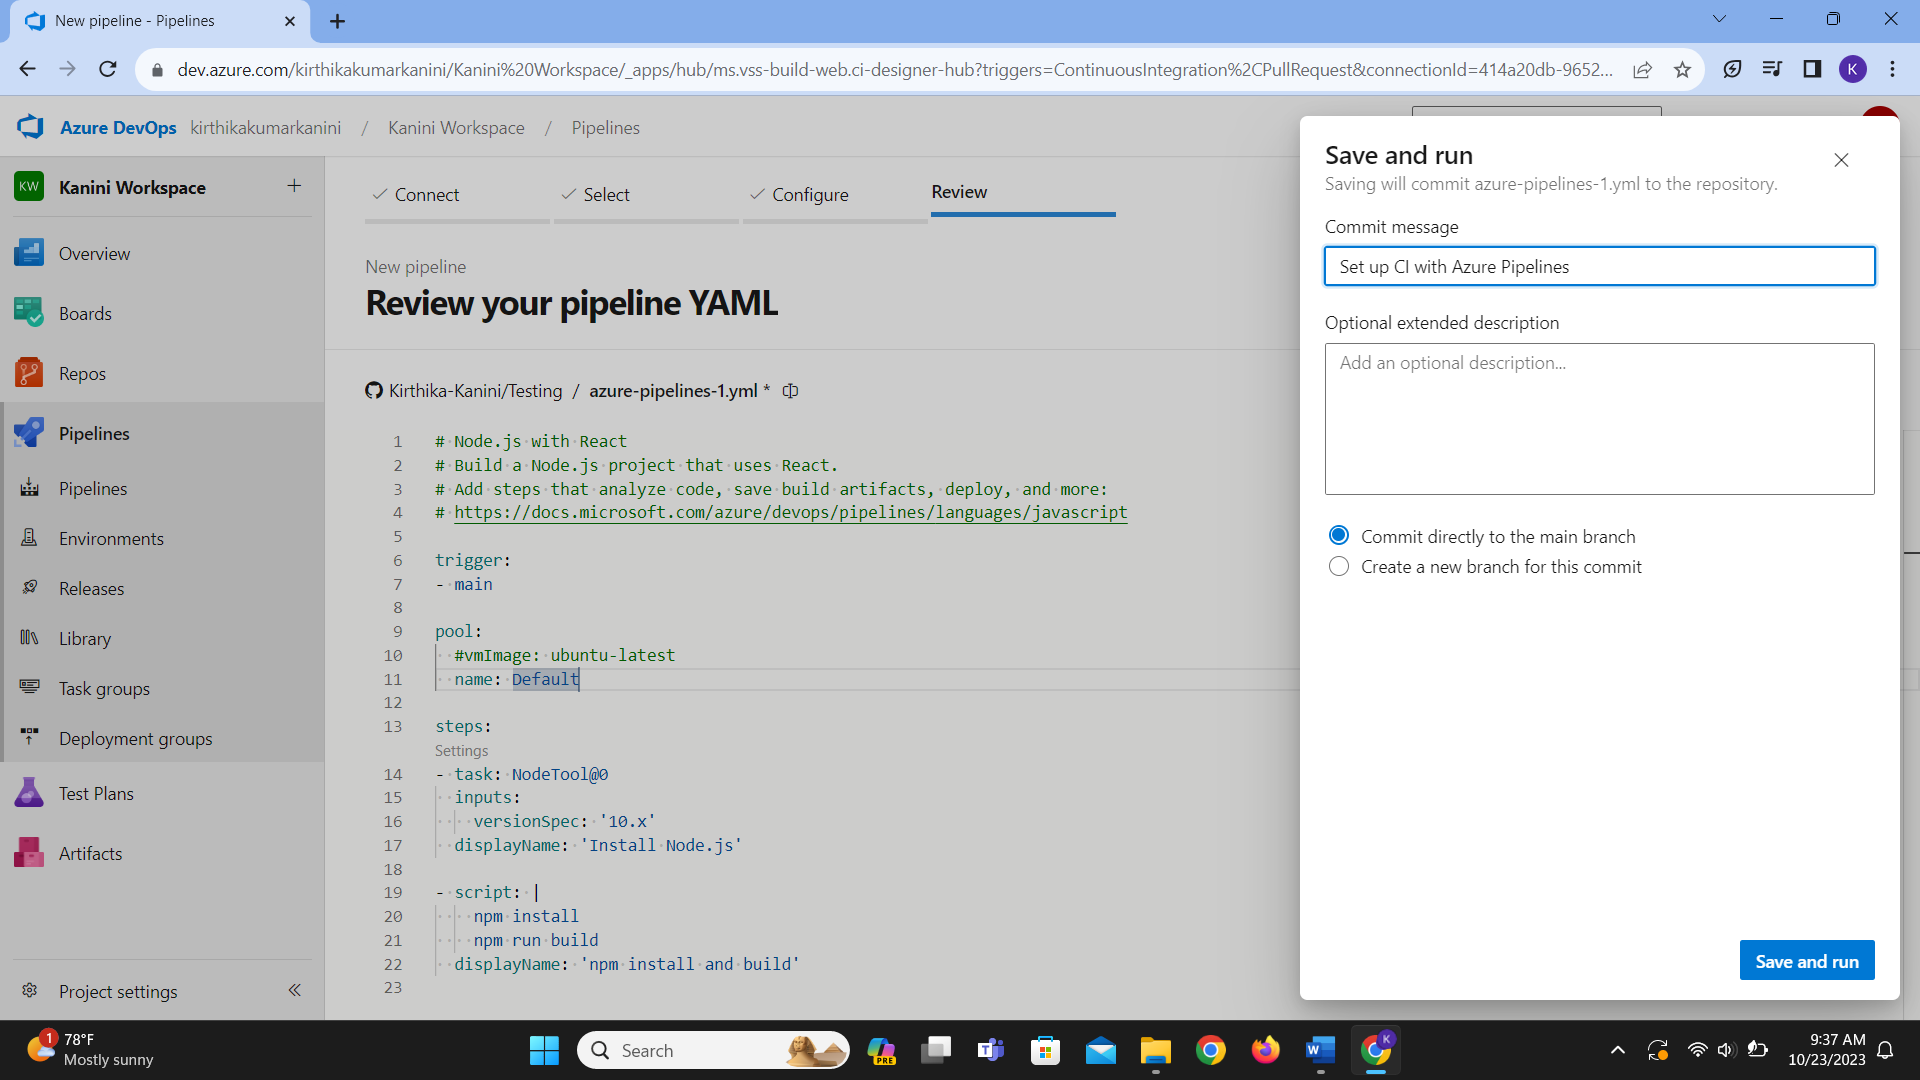 New pipeline - Pipelines
dev.azure.com/kirthikakumarkanini/Kanini%20Workspace/_apps/hub/ms.vss-build-web.ci-designer-hub?triggers=ContinuousIntegration%2CPullRequest&connectionId=414a20db-9652...
K
Azure DevOps kirthikakumarkanini / Kanini Workspace / Pipelines
KW Kanini Workspace
Overview
Boards
Repos
Pipelines
Pipelines
Environments
Releases
Library
Task groups
Deployment groups
Test Plans
Artifacts
Project settings
Connect
Select
Configure
Review
New pipeline
Review your pipeline YAML
Kirthika-Kanini/Testing / azure-pipelines-1.yml *
1 # Node.js with React
2 # Build a Node.js project that uses React.
3 # Add steps that analyze code, save build artifacts, deploy, and more:
4 # https://docs.microsoft.com/azure/devops/pipelines/languages/javascript
5
6 trigger:
7 - main
8
9 pool:
10 #vmImage: ubuntu-latest
11 name: Default
12
13 steps:
Settings
14 - task: NodeTool@0
15 inputs:
16 versionSpec: '10.x'
17 displayName: 'Install Node.js'
18
19 - script: |
20 npm install
21 npm run build
22 displayName: 'npm install and build'
23
Save and run
Saving will commit azure-pipelines-1.yml to the repository.
Commit message
Set up CI with Azure Pipelines
Optional extended description
Add an optional description...
Commit directly to the main branch
Create a new branch for this commit
Save and run
1
78°F
Mostly sunny
Search
PRE
K
9:37 AM
10/23/2023